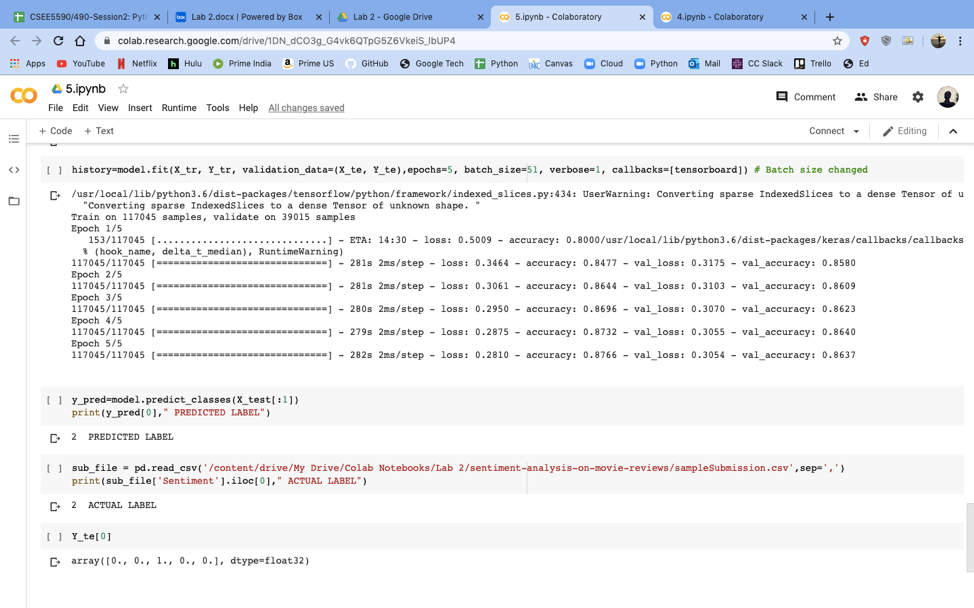 CSEE5590/490-Session2: Pyt
Lab 2.docx | Powered by Box
Lab 2 - Google Drive
5.ipynb - Colaboratory
4.ipynb - Colaboratory
colab.research.google.com/drive/1DN_dCO3g_G4vk6QTpG5Z6VkeiS_lbUP4
Apps YouTube Netflix Hulu Prime India Prime US GitHub Google Tech Python Canvas Cloud Python Mail CC Slack Trello Ed
5.ipynb
File Edit View Insert Runtime Tools Help All changes saved
Comment Share
+ Code + Text
Connect Editing
[ ] history=model.fit(X_tr, Y_tr, validation_data=(X_te, Y_te),epochs=5, batch_size=51, verbose=1, callbacks=[tensorboard]) # Batch size changed
/usr/local/lib/python3.6/dist-packages/tensorflow/python/framework/indexed_slices.py:434: UserWarning: Converting sparse IndexedSlices to a dense Tensor of u
"Converting sparse IndexedSlices to a dense Tensor of unknown shape. "
Train on 117045 samples, validate on 39015 samples
Epoch 1/5
153/117045 [..............................] - ETA: 14:30 - loss: 0.5009 - accuracy: 0.8000/usr/local/lib/python3.6/dist-packages/keras/callbacks/callbacks
% (hook_name, delta_t_median), RuntimeWarning)
117045/117045 [==============================] - 281s 2ms/step - loss: 0.3464 - accuracy: 0.8477 - val_loss: 0.3175 - val_accuracy: 0.8580
Epoch 2/5
117045/117045 [==============================] - 281s 2ms/step - loss: 0.3061 - accuracy: 0.8644 - val_loss: 0.3103 - val_accuracy: 0.8609
Epoch 3/5
117045/117045 [==============================] - 280s 2ms/step - loss: 0.2950 - accuracy: 0.8696 - val_loss: 0.3070 - val_accuracy: 0.8623
Epoch 4/5
117045/117045 [==============================] - 279s 2ms/step - loss: 0.2875 - accuracy: 0.8732 - val_loss: 0.3055 - val_accuracy: 0.8640
Epoch 5/5
117045/117045 [==============================] - 282s 2ms/step - loss: 0.2810 - accuracy: 0.8766 - val_loss: 0.3054 - val_accuracy: 0.8637
[ ] y_pred=model.predict_classes(X_test[:1])
print(y_pred[0]," PREDICTED LABEL")
2  PREDICTED LABEL
[ ] sub_file = pd.read_csv('/content/drive/My Drive/Colab Notebooks/Lab 2/sentiment-analysis-on-movie-reviews/sampleSubmission.csv',sep=',')
print(sub_file['Sentiment'].iloc[0]," ACTUAL LABEL")
2  ACTUAL LABEL
[ ] Y_te[0]
array([0., 0., 1., 0., 0.], dtype=float32)